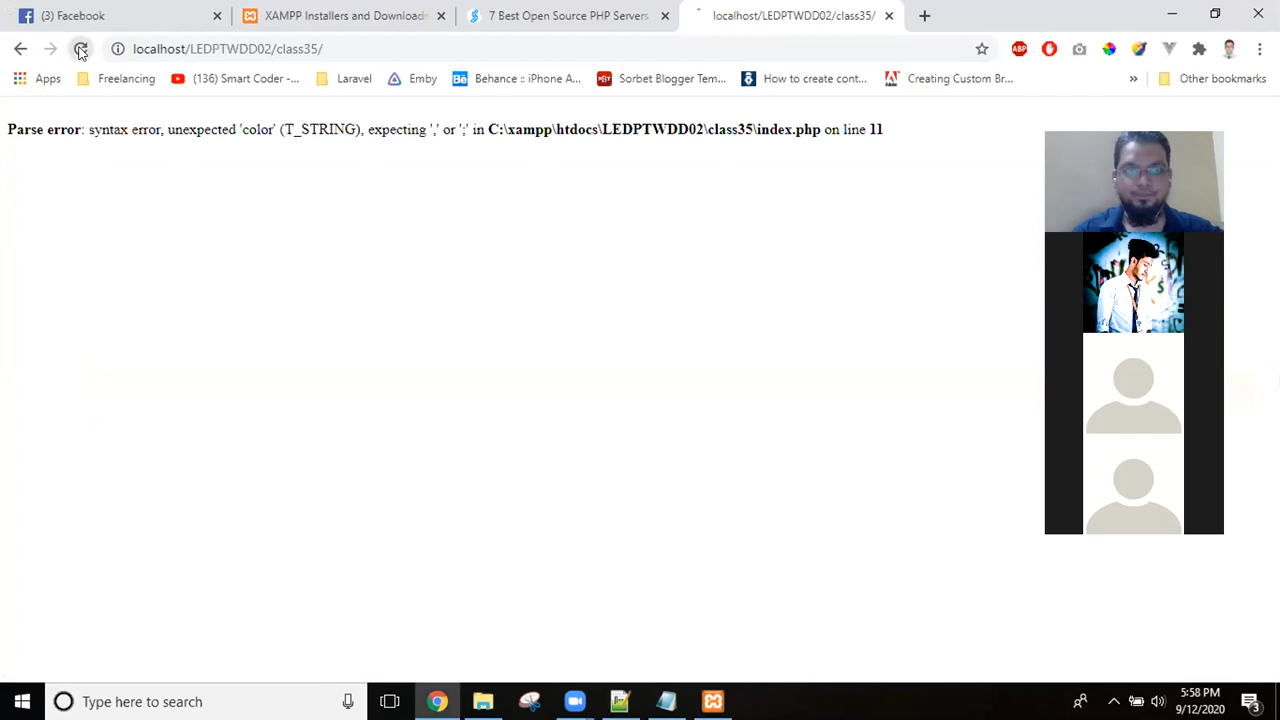 (3) Facebook
XAMPP Installers and Download
7 Best Open Source PHP Servers
localhost/LEDPTWDD02/class35/
localhost/LEDPTWDD02/class35/
Apps
Freelancing
(136) Smart Coder -...
Laravel
Emby
Behance :: iPhone A...
Sorbet Blogger Tem...
How to create cont...
Creating Custom Br...
»
Other bookmarks
Parse error: syntax error, unexpected 'color' (T_STRING), expecting ',' or ';' in C:\xampp\htdocs\LEDPTWDD02\class35\index.php on line 11
Type here to search
5:58 PM
9/12/2020
3